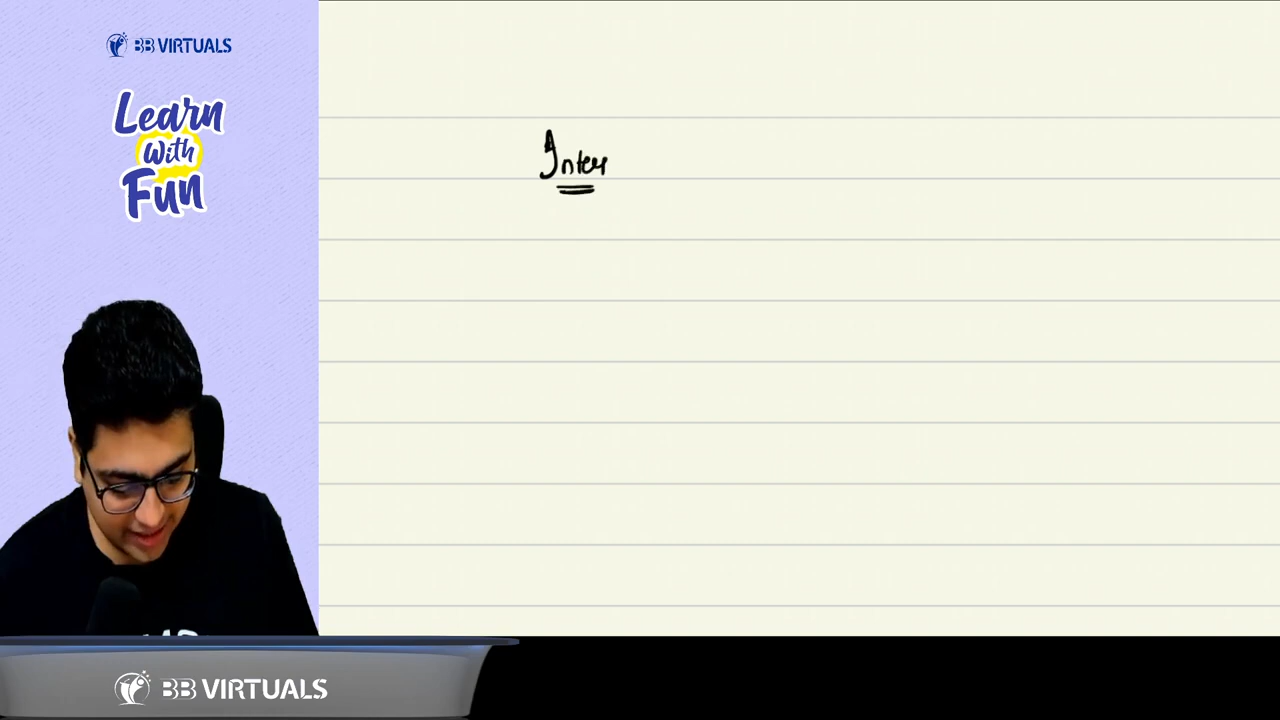 BB VIRTUALS
Learn
With
Fun
Inter
BB VIRTUALS